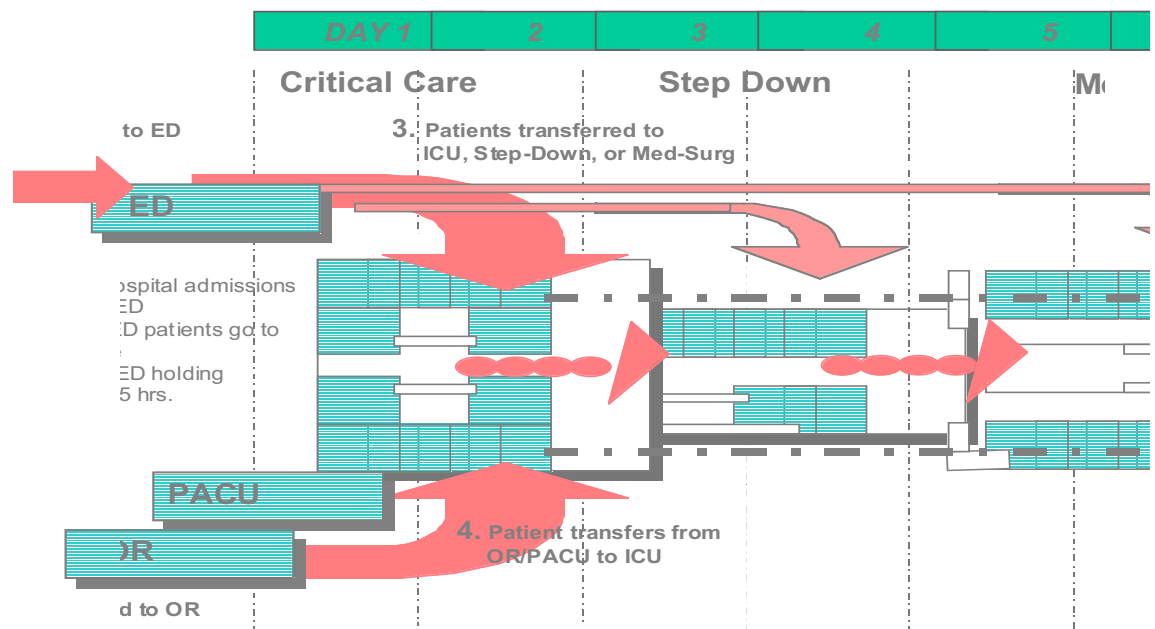 DAY 1 2 3 4 5
Critical Care Step Down
to ED
3. Patients transferred to
ICU, Step-Down, or Med-Surg
ED
admissions
ED
patients go to
ED holding
5 hrs.
PACU
4. Patient transfers from
OR/PACU to ICU
OR
to OR